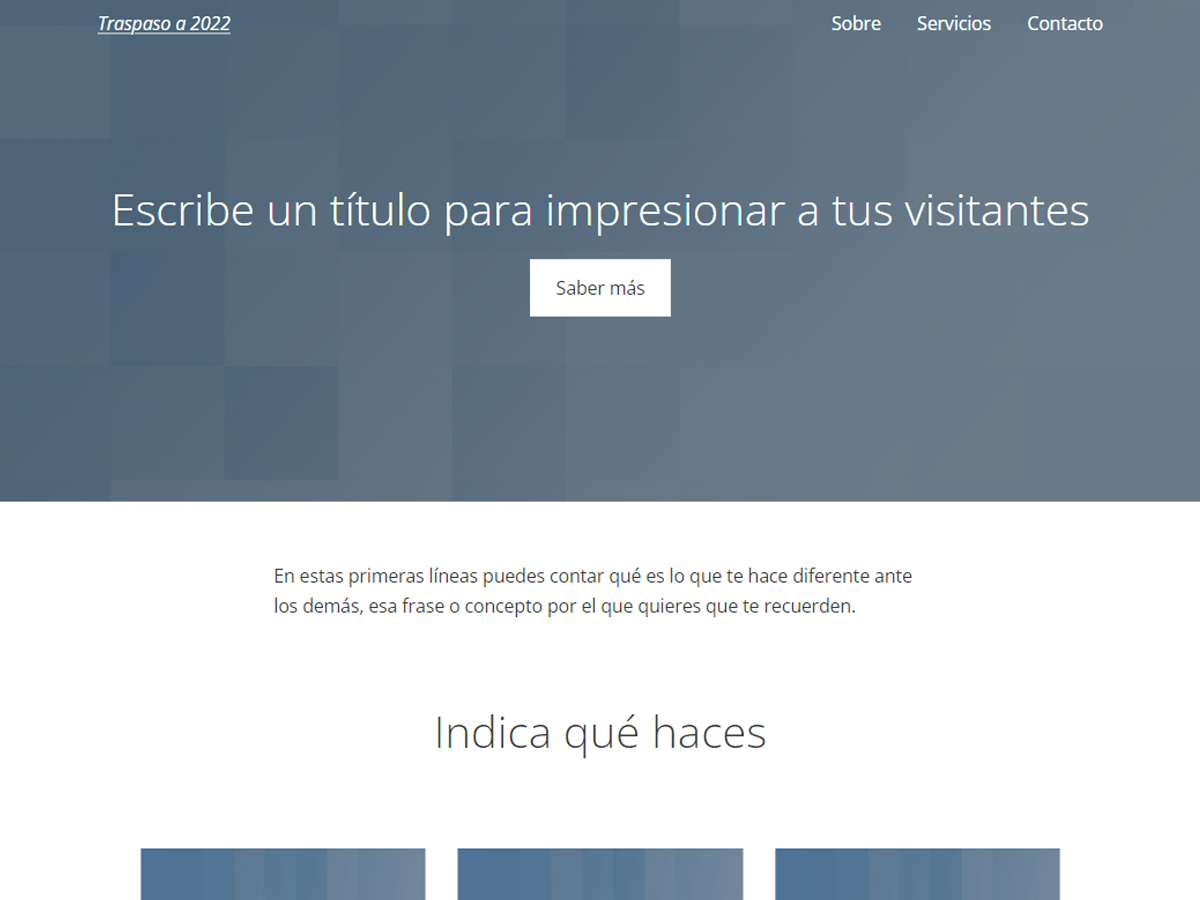 Traspaso a 2022
Sobre Servicios Contacto
Escribe un título para impresionar a tus visitantes
Saber más
En estas primeras líneas puedes contar qué es lo que te hace diferente ante
los demás, esa frase o concepto por el que quieres que te recuerden.
Indica qué haces